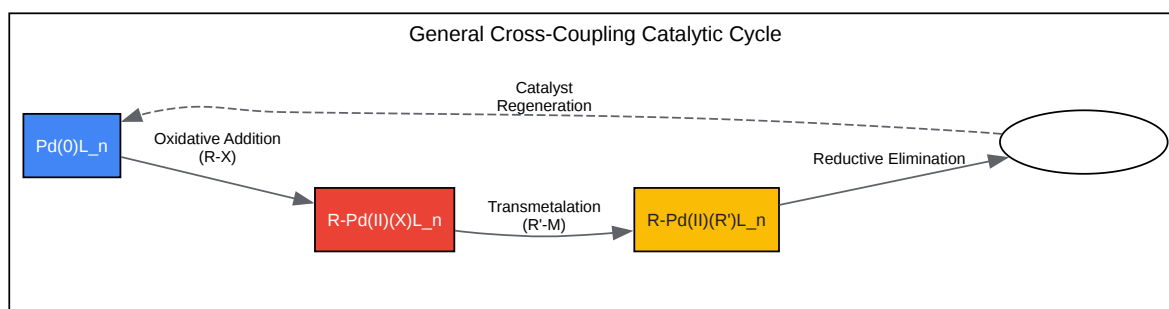 General Cross-Coupling Catalytic Cycle
Catalyst
Regeneration
Pd(0)L_n
Oxidative Addition
(R-X)
Reductive Elimination
R-Pd(II)(X)L_n
Transmetalation
(R'-M)
R-Pd(II)(R')L_n